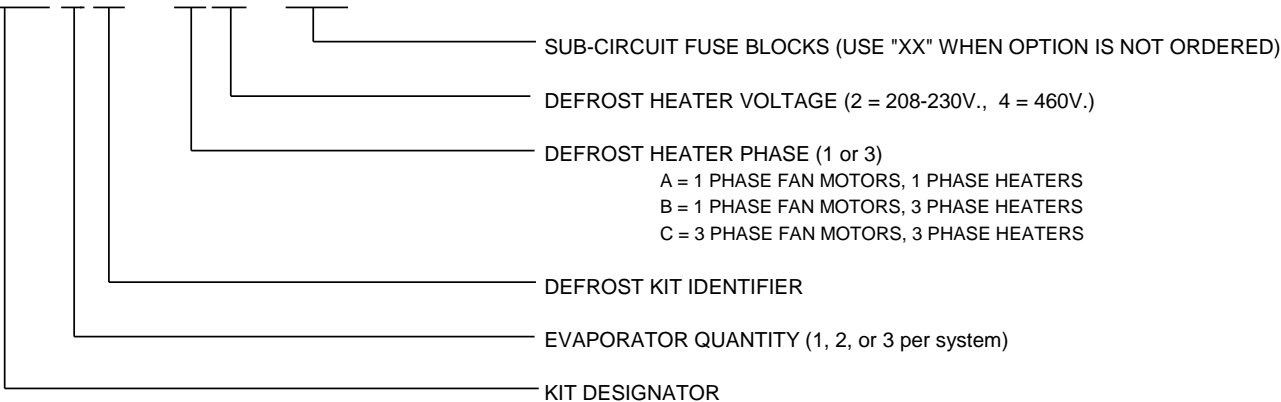 SUB-CIRCUIT FUSE BLOCKS (USE "XX" WHEN OPTION IS NOT ORDERED)
DEFROST HEATER VOLTAGE (2 = 208-230V., 4 = 460V.)
DEFROST HEATER PHASE (1 or 3)
A = 1 PHASE FAN MOTORS, 1 PHASE HEATERS
B = 1 PHASE FAN MOTORS, 3 PHASE HEATERS
C = 3 PHASE FAN MOTORS, 3 PHASE HEATERS
DEFROST KIT IDENTIFIER
EVAPORATOR QUANTITY (1, 2, or 3 per system)
KIT DESIGNATOR